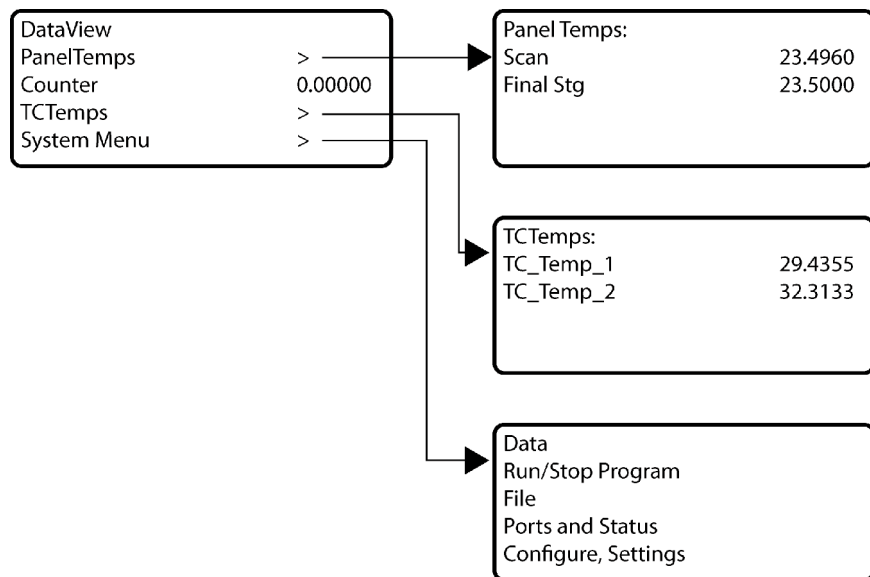 DataView
PanelTemps >
Counter 0.00000
TCTemps >
System Menu >
Panel Temps:
Scan 23.4960
Final Stg 23.5000
TCTemps:
TC_Temp_1 29.4355
TC_Temp_2 32.3133
Data
Run/Stop Program
File
Ports and Status
Configure, Settings